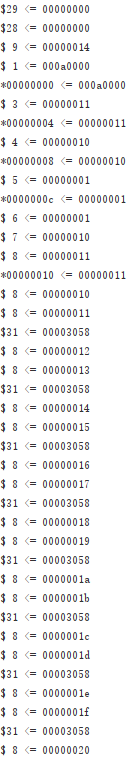 $29 <= 00000000
$28 <= 00000000
$ 9 <= 00000014
$ 1 <= 000a0000
*00000000 <= 000a0000
$ 3 <= 00000011
*00000004 <= 00000011
$ 4 <= 00000010
*00000008 <= 00000010
$ 5 <= 00000001
*0000000c <= 00000001
$ 6 <= 00000001
$ 7 <= 00000010
$ 8 <= 00000011
*00000010 <= 00000011
$ 8 <= 00000010
$ 8 <= 00000011
$31 <= 00003058
$ 8 <= 00000012
$ 8 <= 00000013
$31 <= 00003058
$ 8 <= 00000014
$ 8 <= 00000015
$31 <= 00003058
$ 8 <= 00000016
$ 8 <= 00000017
$31 <= 00003058
$ 8 <= 00000018
$ 8 <= 00000019
$31 <= 00003058
$ 8 <= 0000001a
$ 8 <= 0000001b
$31 <= 00003058
$ 8 <= 0000001c
$ 8 <= 0000001d
$31 <= 00003058
$ 8 <= 0000001e
$ 8 <= 0000001f
$31 <= 00003058
$ 8 <= 00000020